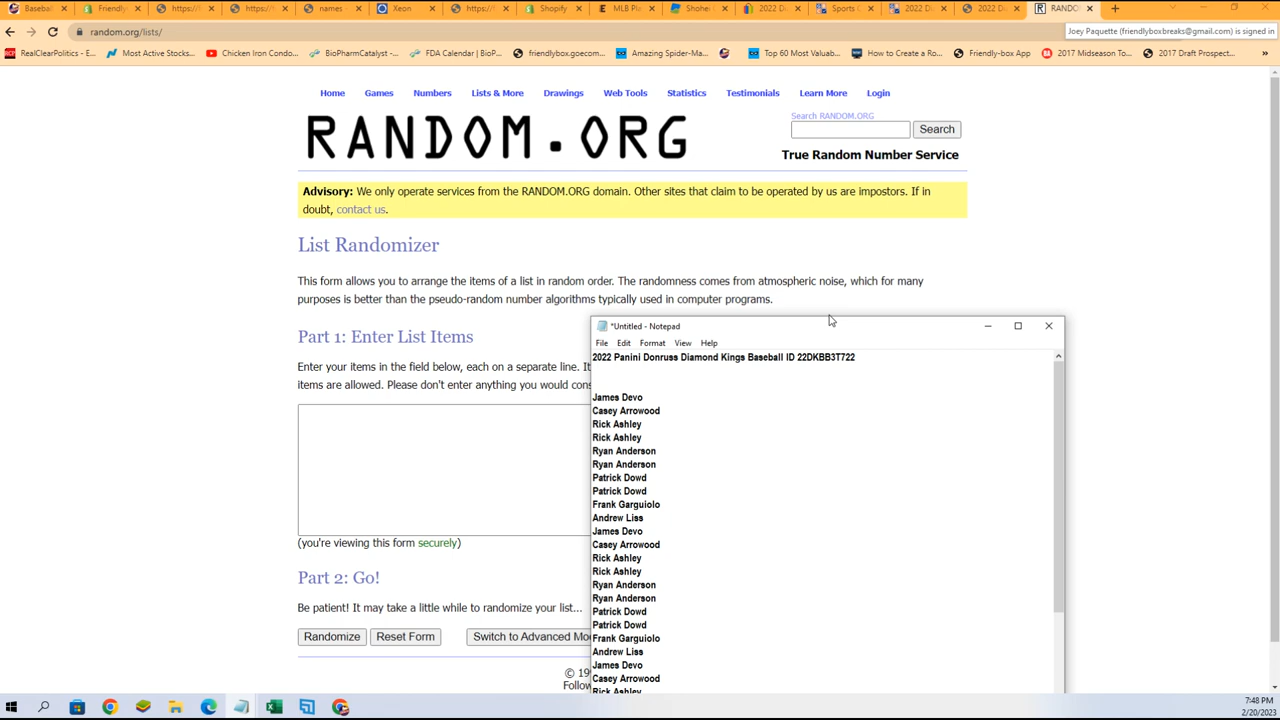 Baseb
Friendly
https://
https://
names -
Xeon
https://f
Shopify
MLB Pla
Shohei
2022 D
Sports C
2022 D
2022 D
RANDO
random.org/lists/
Joey Paquette (friendlyboxbreaks@gmail.com) is signed in
RealClearPolitics - E...
Most Active Stocks...
Chicken Iron Condo...
BioPharmCatalyst -...
FDA Calendar | BioP...
friendlybox.goecom...
Amazing Spider-Ma...
Top 60 Most Valuab...
How to Create a Ro...
Friendly-box App
2017 Midseason To...
2017 Draft Prospect...
»
Home Games Numbers Lists & More Drawings Web Tools Statistics Testimonials Learn More Login
Search RANDOM.ORG
RANDOM.ORG
Search
True Random Number Service
Advisory: We only operate services from the RANDOM.ORG domain. Other sites that claim to be operated by us are impostors. If in
doubt, contact us.
List Randomizer
This form allows you to arrange the items of a list in random order. The randomness comes from atmospheric noise, which for many
purposes is better than the pseudo-random number algorithms typically used in computer programs.
Part 1: Enter List Items
Enter your items in the field below, each on a separate line. It
items are allowed. Please don't enter anything you would cons
(you're viewing this form securely)
Part 2: Go!
Be patient! It may take a little while to randomize your list...
Randomize Reset Form Switch to Advanced Mo
© 19
Follow
*Untitled - Notepad
File Edit Format View Help
2022 Panini Donruss Diamond Kings Baseball ID 22DKBB3T722
James Devo
Casey Arrowood
Rick Ashley
Rick Ashley
Ryan Anderson
Ryan Anderson
Patrick Dowd
Patrick Dowd
Frank Garguiolo
Andrew Liss
James Devo
Casey Arrowood
Rick Ashley
Rick Ashley
Ryan Anderson
Ryan Anderson
Patrick Dowd
Patrick Dowd
Frank Garguiolo
Andrew Liss
James Devo
Casey Arrowood
Rick Ashley
7:48 PM
2/20/2023